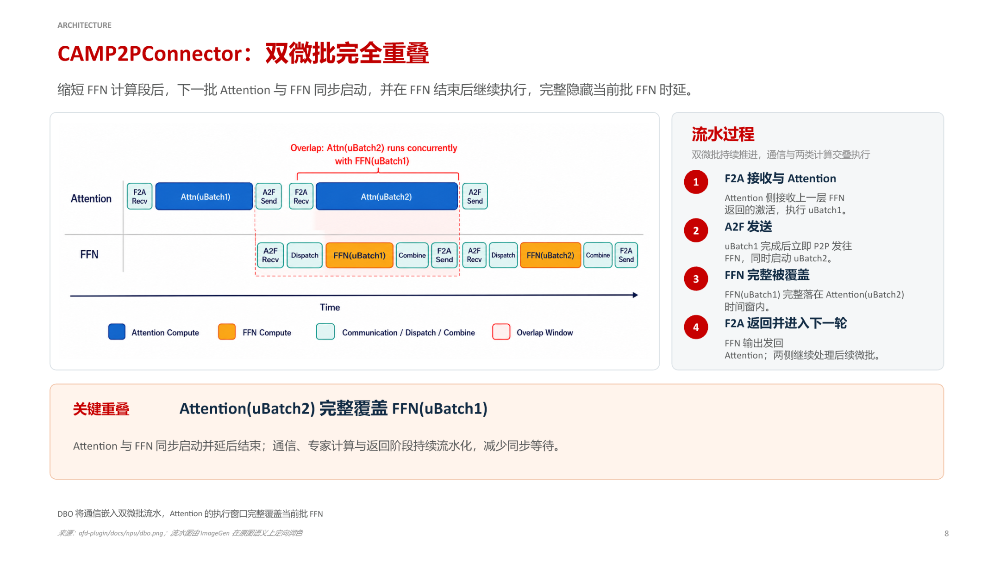 ARCHITECTURE
CAMP2PConnector：双微批完全重叠
缩短 FFN 计算段后，下一批 Attention 与 FFN 同步启动，并在 FFN 结束后继续执行，完整隐藏当前批 FFN 时延。
Overlap: Attn(uBatch2) runs concurrently
with FFN(uBatch1)
Attention
F2A
Recv
Attn(uBatch1)
A2F
Send
F2A
Recv
Attn(uBatch2)
A2F
Send
FFN
A2F
Recv
Dispatch
FFN(uBatch1)
Combine
F2A
Send
A2F
Recv
Dispatch
FFN(uBatch2)
Combine
F2A
Send
Time
Attention Compute
FFN Compute
Communication / Dispatch / Combine
Overlap Window
流水过程
双微批持续推进，通信与两类计算交叠执行
1
F2A 接收与 Attention
Attention 侧接收上一层 FFN
返回的激活，执行 uBatch1。
2
A2F 发送
uBatch1 完成后立即 P2P 发往
FFN，同时启动 uBatch2。
3
FFN 完整被覆盖
FFN(uBatch1) 完整落在 Attention(uBatch2)
时间窗内。
4
F2A 返回并进入下一轮
FFN 输出发回
Attention；两侧继续处理后续微批。
关键重叠
Attention(uBatch2) 完整覆盖 FFN(uBatch1)
Attention 与 FFN 同步启动并延后结束；通信、专家计算与返回阶段持续流水化，减少同步等待。
DBO 将通信嵌入双微批流水，Attention 的执行窗口完整覆盖当前批 FFN
来源：afd-plugin/docs/npu/dbo.png；流水图由 ImageGen 在原图语义上定向润色
8